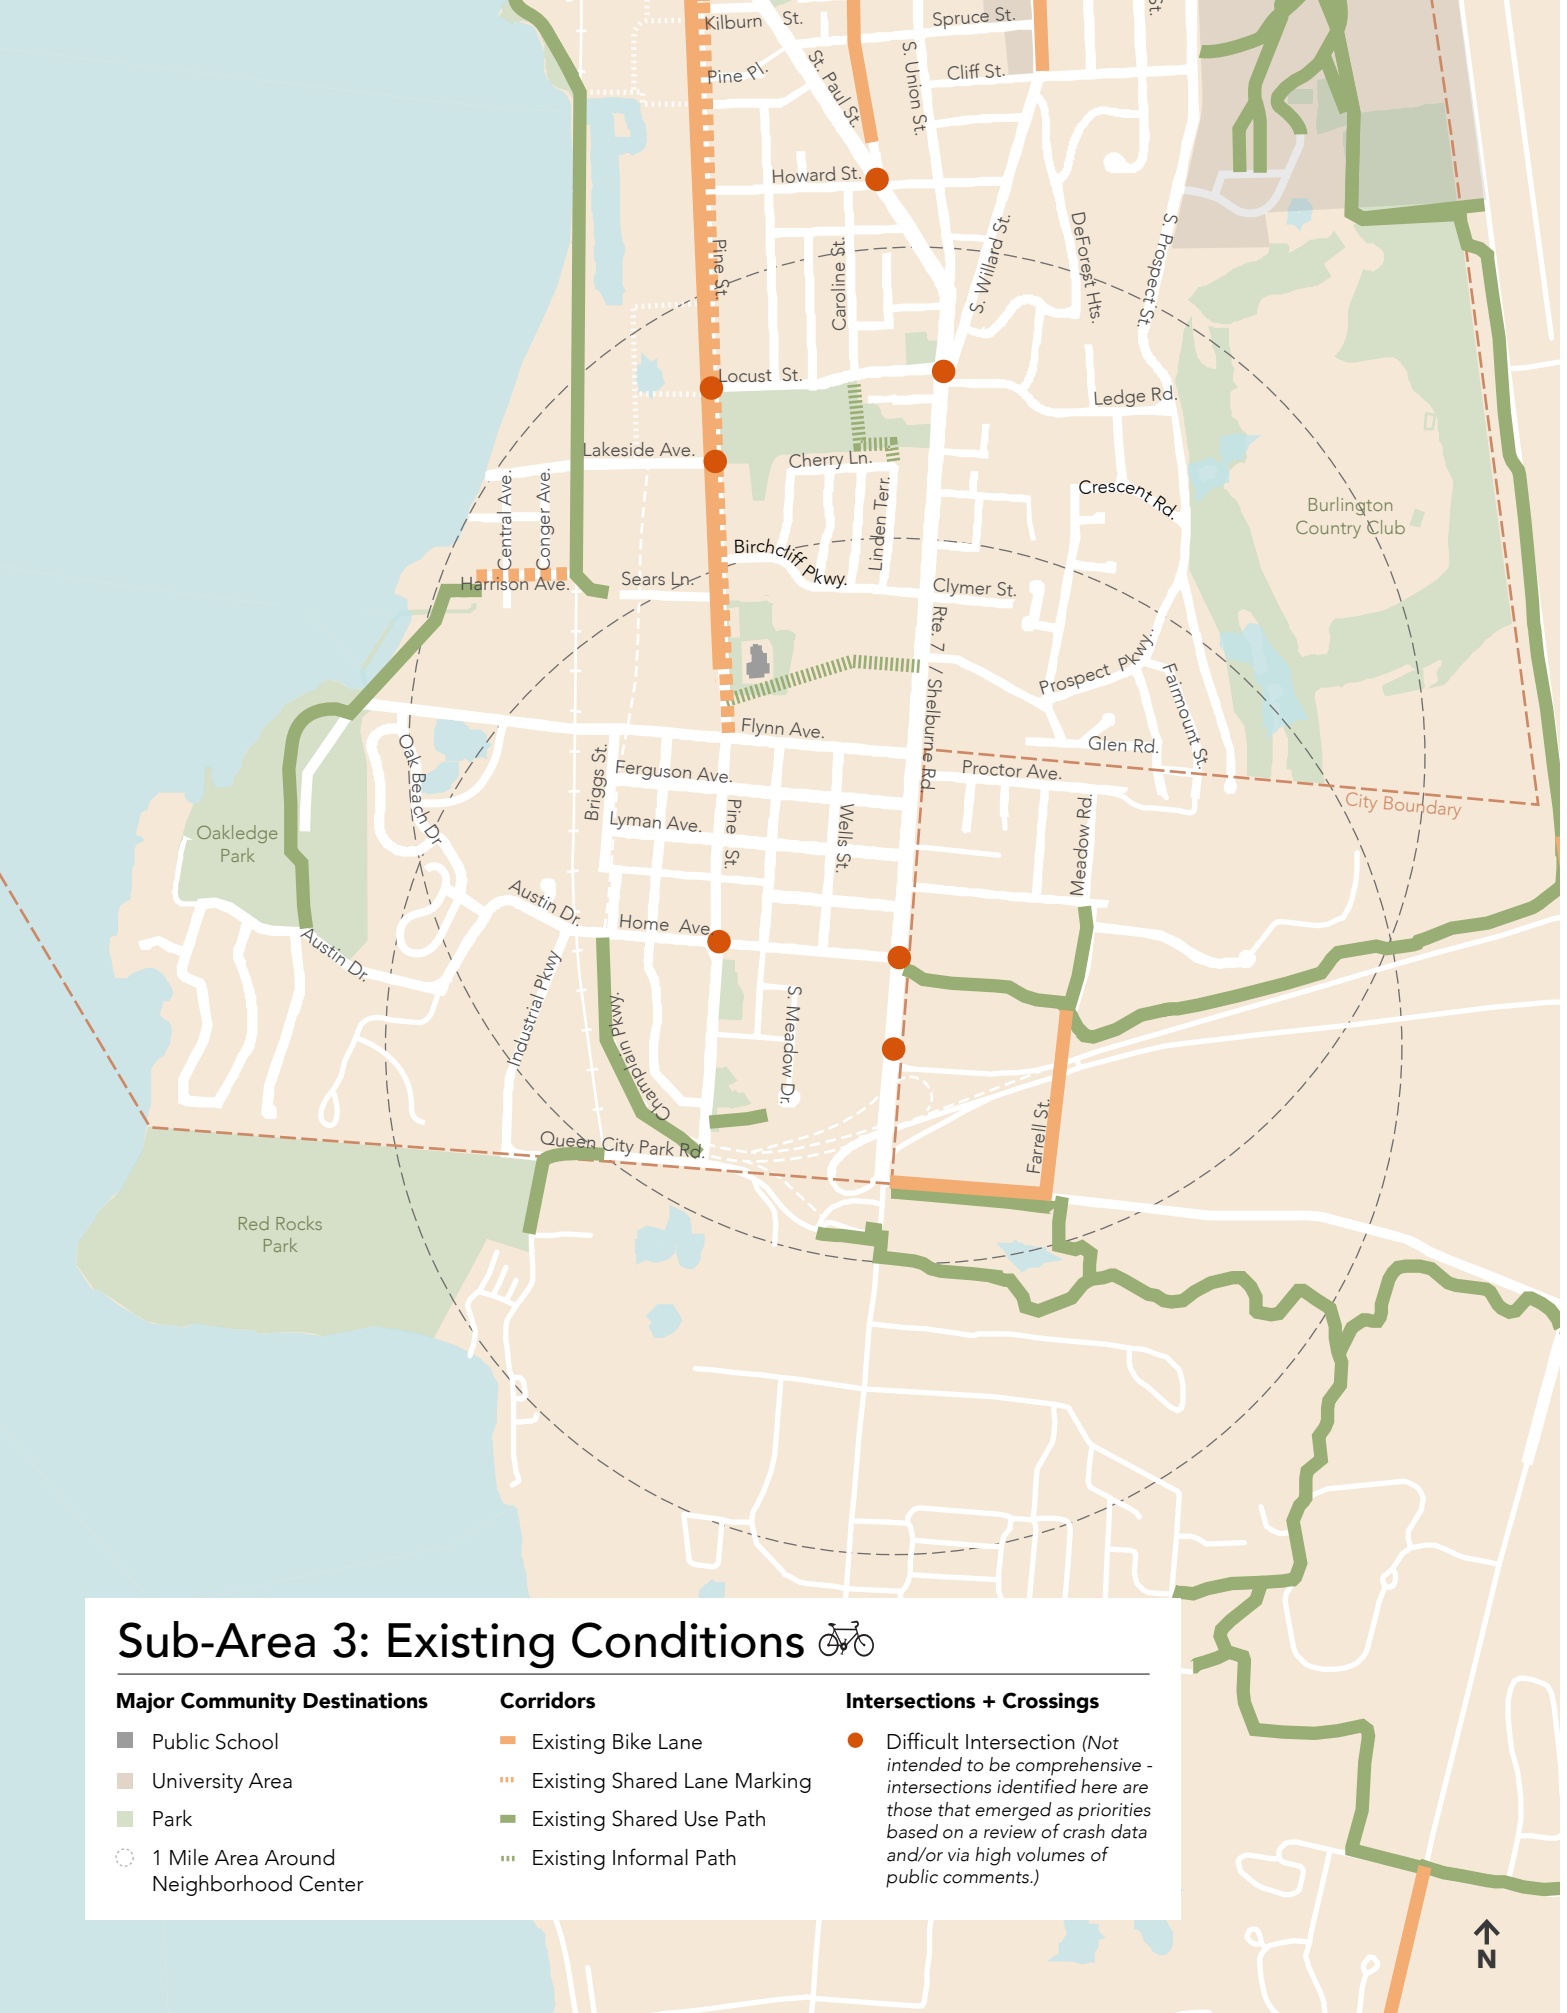 Kilburn St.
Spruce St.
St.
Pine Pl.
St. Paul St.
S. Union St.
Cliff St.
Howard St.
Pine St.
Caroline St.
S. Willard St.
DeForest Hts.
S. Prospect St.
Locust St.
Ledge Rd.
Lakeside Ave.
Cherry Ln.
Central Ave.
Conger Ave.
Linden Terr.
Crescent Rd.
Burlington
Country Club
Birchcliff Pkwy.
Harrison Ave.
Sears Ln.
Clymer St.
Rte. 7 / Shelburne Rd.
Prospect Pkwy.
Fairmount St.
Flynn Ave.
Glen Rd.
Oak Beach Dr
Briggs St.
Ferguson Ave.
Proctor Ave.
City Boundary
Oakledge
Park
Lyman Ave.
Pine St.
Wells St.
Meadow Rd.
Austin Dr.
Home Ave.
Austin Dr.
Industrial Pkwy
Champlain Pkwy.
S. Meadow Dr.
Farrell St.
Queen City Park Rd.
Red Rocks
Park
Sub-Area 3: Existing Conditions
Major Community Destinations
Public School
University Area
Park
1 Mile Area Around
Neighborhood Center
Corridors
Existing Bike Lane
Existing Shared Lane Marking
Existing Shared Use Path
Existing Informal Path
Intersections + Crossings
Difficult Intersection (Not
intended to be comprehensive -
intersections identified here are
those that emerged as priorities
based on a review of crash data
and/or via high volumes of
public comments.)
N